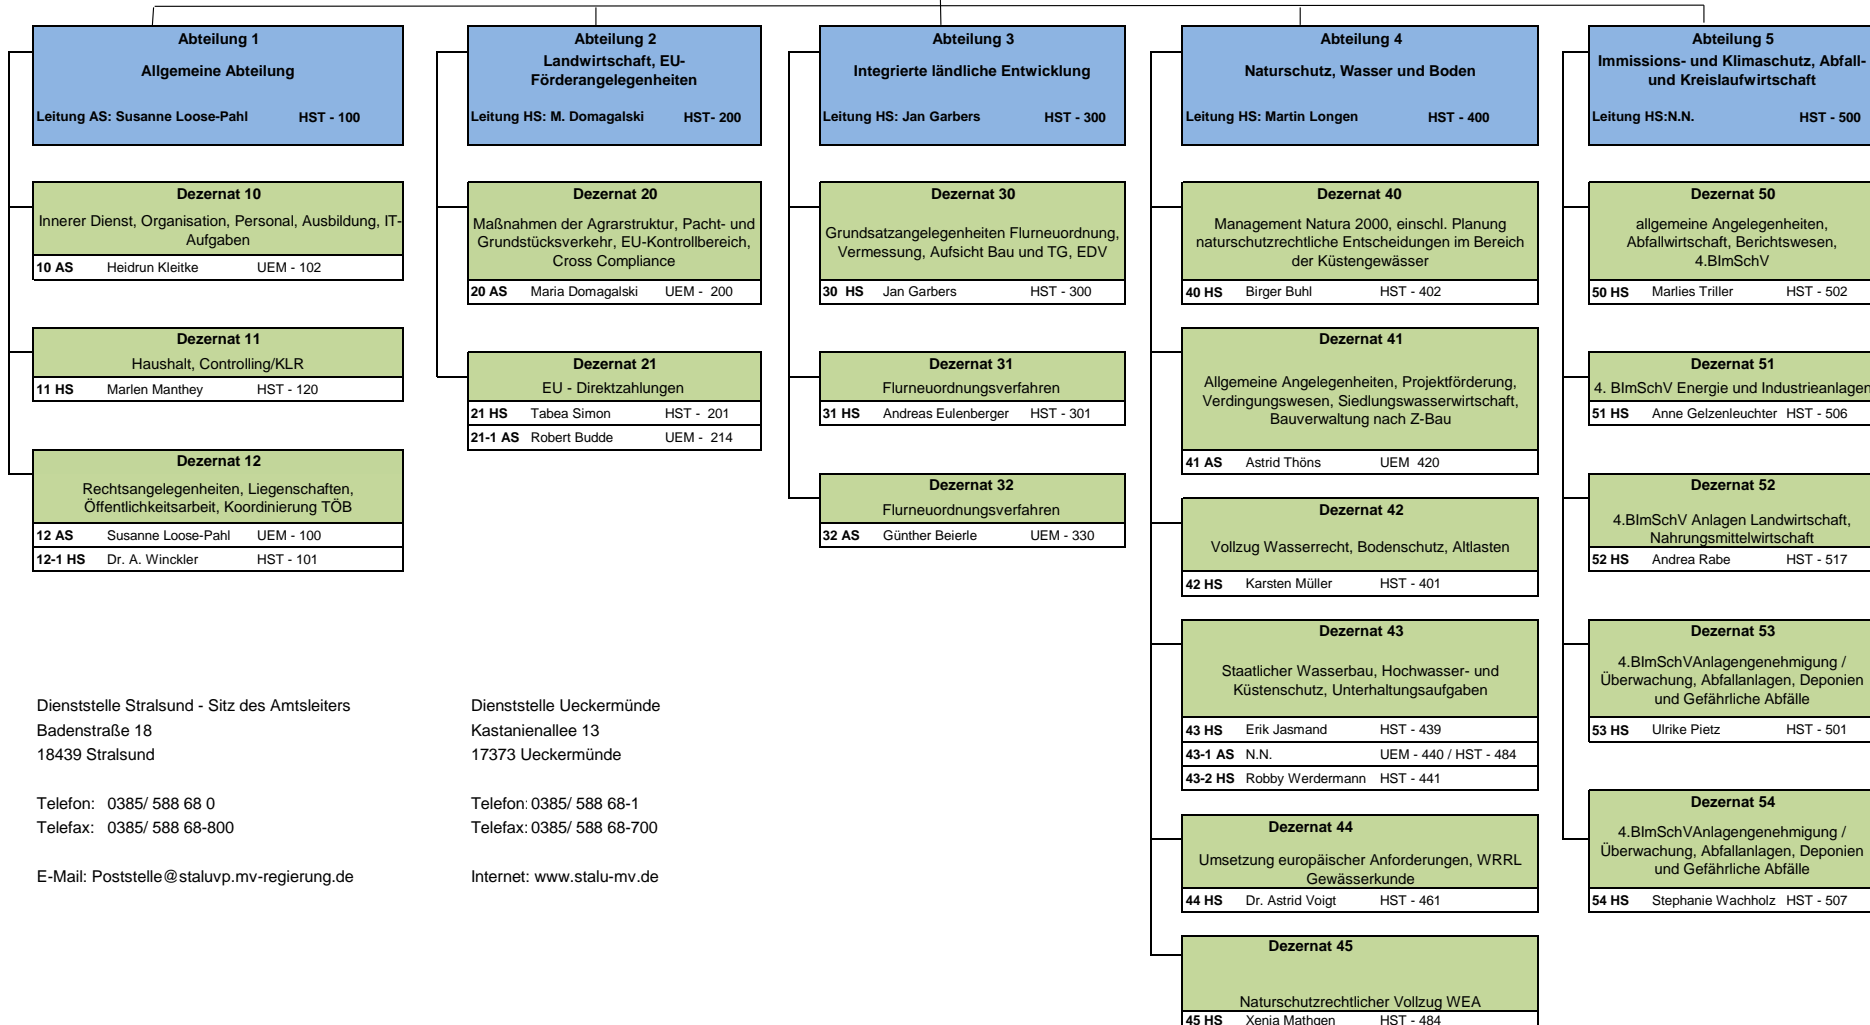 Abteilung 1
Allgemeine Abteilung
Leitung AS: Susanne Loose-Pahl HST - 100
Dezernat 10
Innerer Dienst, Organisation, Personal, Ausbildung, IT-
Aufgaben
10 AS Heidrun Kleitke UEM - 102
Dezernat 11
Haushalt, Controlling/KLR
11 HS Marlen Manthey HST - 120
Dezernat 12
Rechtsangelegenheiten, Liegenschaften,
Öffentlichkeitsarbeit, Koordinierung TÖB
12 AS Susanne Loose-Pahl UEM - 100
12-1 HS Dr. A. Winckler HST - 101
Abteilung 2
Landwirtschaft, EU-
Förderangelegenheiten
Leitung HS: M. Domagalski HST- 200
Dezernat 20
Maßnahmen der Agrarstruktur, Pacht- und
Grundstücksverkehr, EU-Kontrollbereich,
Cross Compliance
20 AS Maria Domagalski UEM - 200
Dezernat 21
EU - Direktzahlungen
21 HS Tabea Simon HST - 201
21-1 AS Robert Budde UEM - 214
Abteilung 3
Integrierte ländliche Entwicklung
Leitung HS: Jan Garbers HST - 300
Dezernat 30
Grundsatzangelegenheiten Flurneuordnung,
Vermessung, Aufsicht Bau und TG, EDV
30 HS Jan Garbers HST - 300
Dezernat 31
Flurneuordnungsverfahren
31 HS Andreas Eulenberger HST - 301
Dezernat 32
Flurneuordnungsverfahren
32 AS Günther Beierle UEM - 330
Abteilung 4
Naturschutz, Wasser und Boden
Leitung HS: Martin Longen HST - 400
Dezernat 40
Management Natura 2000, einschl. Planung
naturschutzrechtliche Entscheidungen im Bereich
der Küstengewässer
40 HS Birger Buhl HST - 402
Dezernat 41
Allgemeine Angelegenheiten, Projektförderung,
Verdingungswesen, Siedlungswasserwirtschaft,
Bauverwaltung nach Z-Bau
41 AS Astrid Thöns UEM 420
Dezernat 42
Vollzug Wasserrecht, Bodenschutz, Altlasten
42 HS Karsten Müller HST - 401
Dezernat 43
Staatlicher Wasserbau, Hochwasser- und
Küstenschutz, Unterhaltungsaufgaben
43 HS Erik Jasmand HST - 439
43-1 AS N.N. UEM - 440 / HST - 484
43-2 HS Robby Werdermann HST - 441
Dezernat 44
Umsetzung europäischer Anforderungen, WRRL
Gewässerkunde
44 HS Dr. Astrid Voigt HST - 461
Dezernat 45
Naturschutzrechtlicher Vollzug WEA
45 HS Xenia Mathgen HST - 484
Abteilung 5
Immissions- und Klimaschutz, Abfall-
und Kreislaufwirtschaft
Leitung HS:N.N. HST - 500
Dezernat 50
allgemeine Angelegenheiten,
Abfallwirtschaft, Berichtswesen,
4.BImSchV
50 HS Marlies Triller HST - 502
Dezernat 51
4. BImSchV Energie und Industrieanlagen
51 HS Anne Gelzenleuchter HST - 506
Dezernat 52
4.BImSchV Anlagen Landwirtschaft,
Nahrungsmittelwirtschaft
52 HS Andrea Rabe HST - 517
Dezernat 53
4.BImSchVAnlagengenehmigung /
Überwachung, Abfallanlagen, Deponien
und Gefährliche Abfälle
53 HS Ulrike Pietz HST - 501
Dezernat 54
4.BImSchVAnlagengenehmigung /
Überwachung, Abfallanlagen, Deponien
und Gefährliche Abfälle
54 HS Stephanie Wachholz HST - 507
Dienststelle Stralsund - Sitz des Amtsleiters
Badenstraße 18
18439 Stralsund
Telefon: 0385/ 588 68 0
Telefax: 0385/ 588 68-800
E-Mail: Poststelle@staluvp.mv-regierung.de
Dienststelle Ueckermünde
Kastanienallee 13
17373 Ueckermünde
Telefon: 0385/ 588 68-1
Telefax: 0385/ 588 68-700
Internet: www.stalu-mv.de